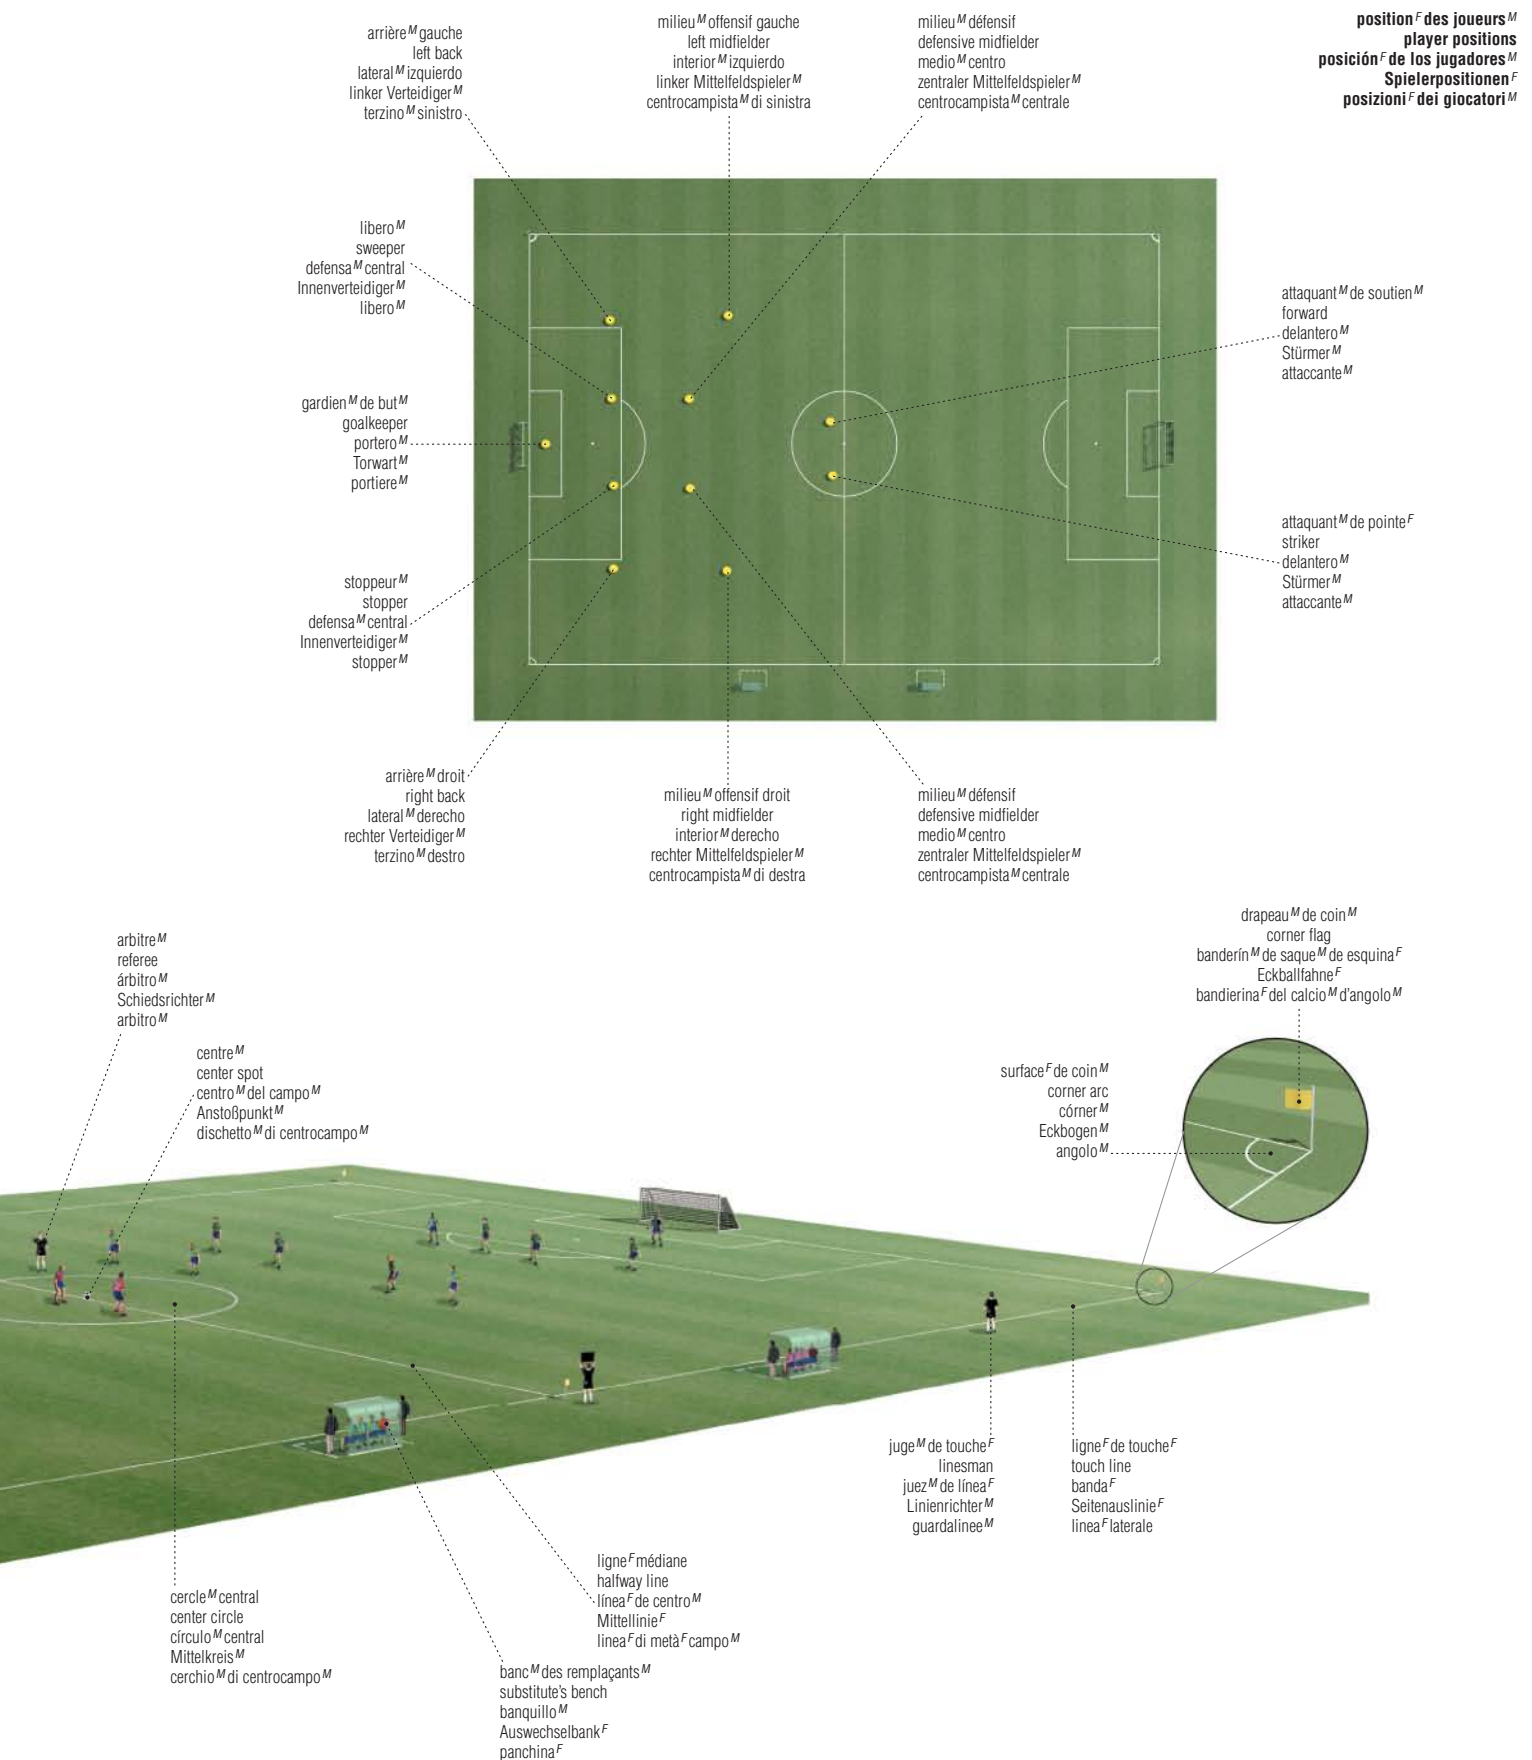 position F des joueurs M
player positions
posición F de los jugadores M
Spielerpositionen F
posizioni F dei giocatori M
arrière M gauche
left back
lateral M izquierdo
linker Verteidiger M
terzino M sinistro
milieu M offensif gauche
left midfielder
interior M izquierdo
linker Mittelfeldspieler M
centrocampista M di sinistra
milieu M défensif
defensive midfielder
medio M centro
zentraler Mittelfeldspieler M
centrocampista M centrale
libero M
sweeper
defensa M central
Innenverteidiger M
libero M
attaquant M de soutien M
forward
delantero M
Stürmer M
attaccante M
gardien M de but M
goalkeeper
portero M
Torwart M
portiere M
attaquant M de pointe F
striker
delantero M
Stürmer M
attaccante M
stoppeur M
stopper
defensa M central
Innenverteidiger M
stopper M
arrière M droit
right back
lateral M derecho
rechter Verteidiger M
terzino M destro
milieu M offensif droit
right midfielder
interior M derecho
rechter Mittelfeldspieler M
centrocampista M di destra
milieu M défensif
defensive midfielder
medio M centro
zentraler Mittelfeldspieler M
centrocampista M centrale
arbitre M
referee
árbitro M
Schiedsrichter M
arbitro M
drapeau M de coin M
corner flag
banderín M de saque M de esquina F
Eckballfahne F
bandierina F del calcio M d'angolo M
centre M
center spot
centro M del campo M
Anstoßpunkt M
dischetto M di centrocampo M
surface F de coin M
corner arc
córner M
Eckbogen M
angolo M
juge M de touche F
linesman
juez M de línea F
Linienrichter M
guardalinee M
ligne F de touche F
touch line
banda F
Seitenauslinie F
linea F laterale
ligne F médiane
halfway line
línea F de centro M
Mittellinie F
linea F di metà F campo M
cercle M central
center circle
círculo M central
Mittelkreis M
cerchio M di centrocampo M
banc M des remplaçants M
substitute's bench
banquillo M
Auswechselbank F
panchina F